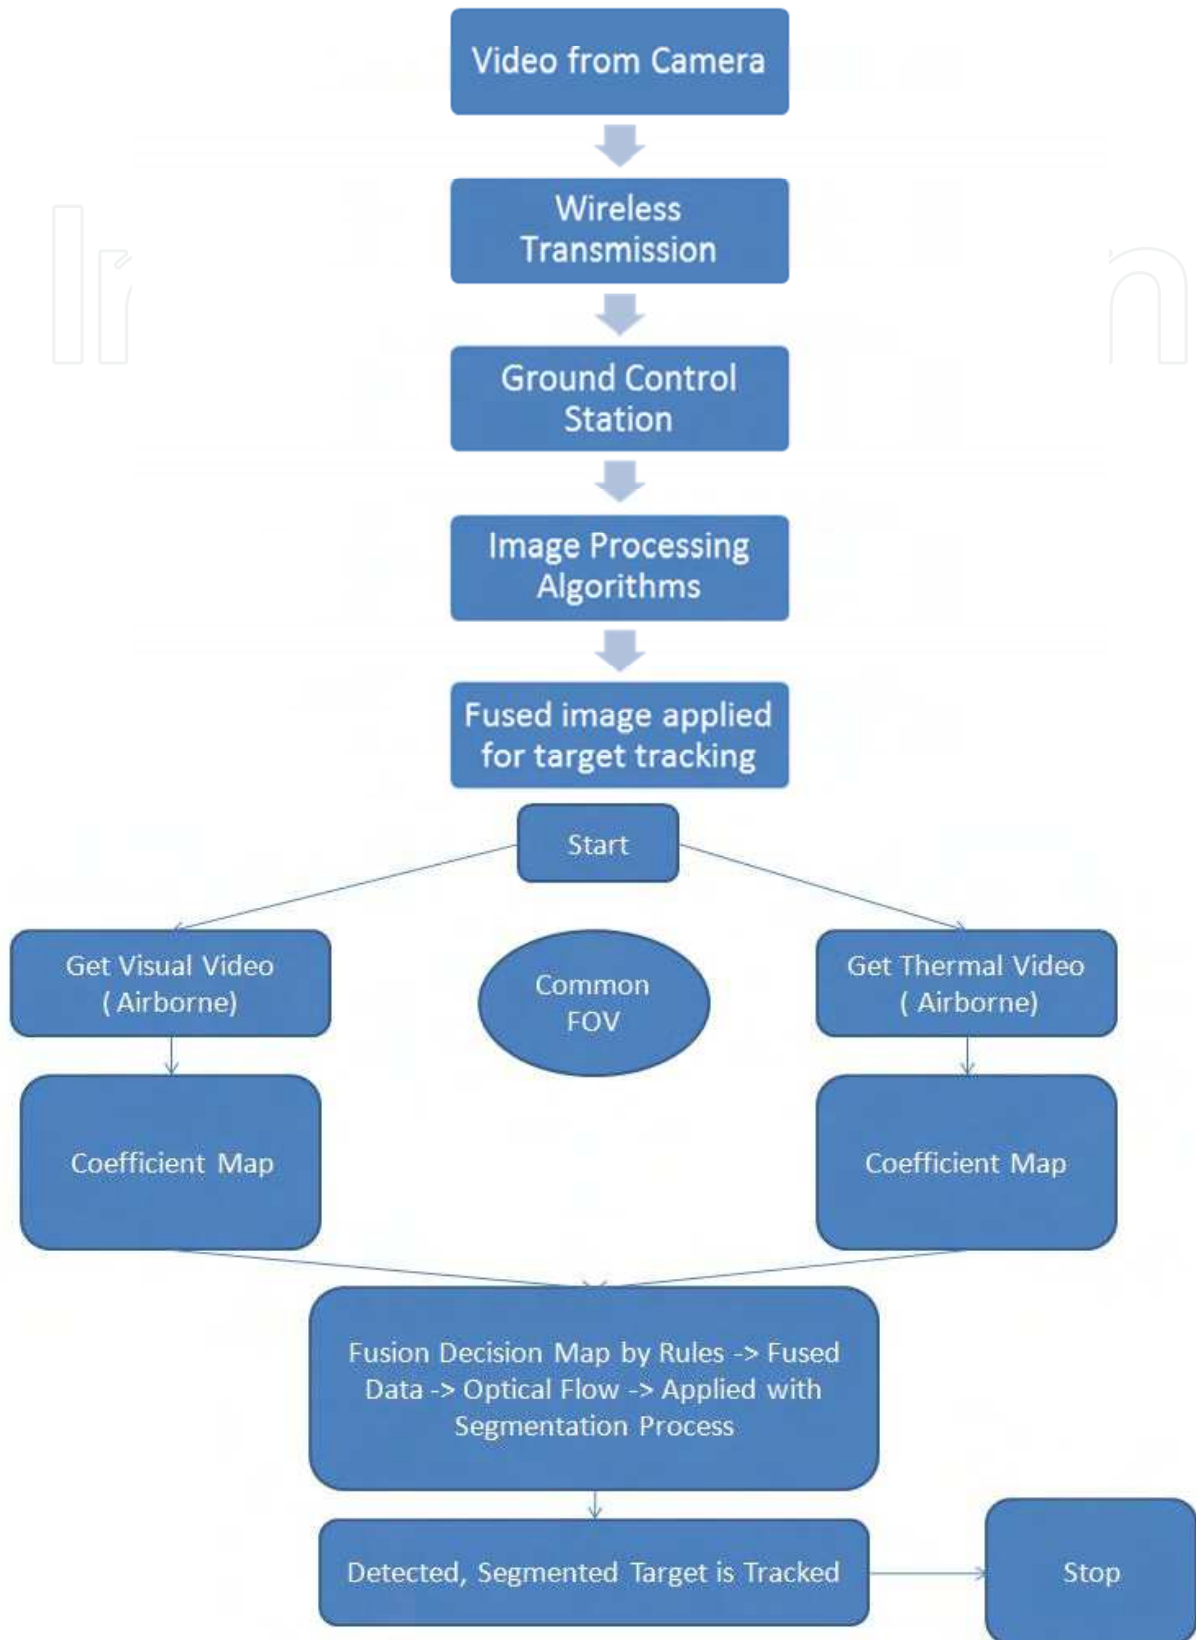 Video from Camera
Wireless
Transmission
Ground Control
Station
Image Processing
Algorithms
Fused image applied
for target tracking
Start
Get Visual Video
( Airborne)
Common
FOV
Get Thermal Video
( Airborne)
Coefficient Map
Coefficient Map
Fusion Decision Map by Rules -> Fused
Data -> Optical Flow -> Applied with
Segmentation Process
Detected, Segmented Target is Tracked
Stop